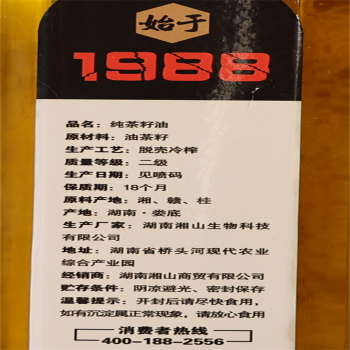 始于
1988
品名：纯茶籽油
原材料：油茶籽
生产工艺：脱壳冷榨
质量等级：二级
生产日期：见喷码
保质期：18个月
原料产地：湘、赣、桂
产地：湖南·娄底
生产厂家：湖南湘山生物科技
有限公司
地址：湖南省桥头河现代农业
综合产业园
经销商：湖南湘山商贸有限公司
贮存条件：阴凉避光、密封保存
温馨提示：开封后请尽快食用，
如有沉淀属正常现象，请放心食用
消费者热线
400-188-2556